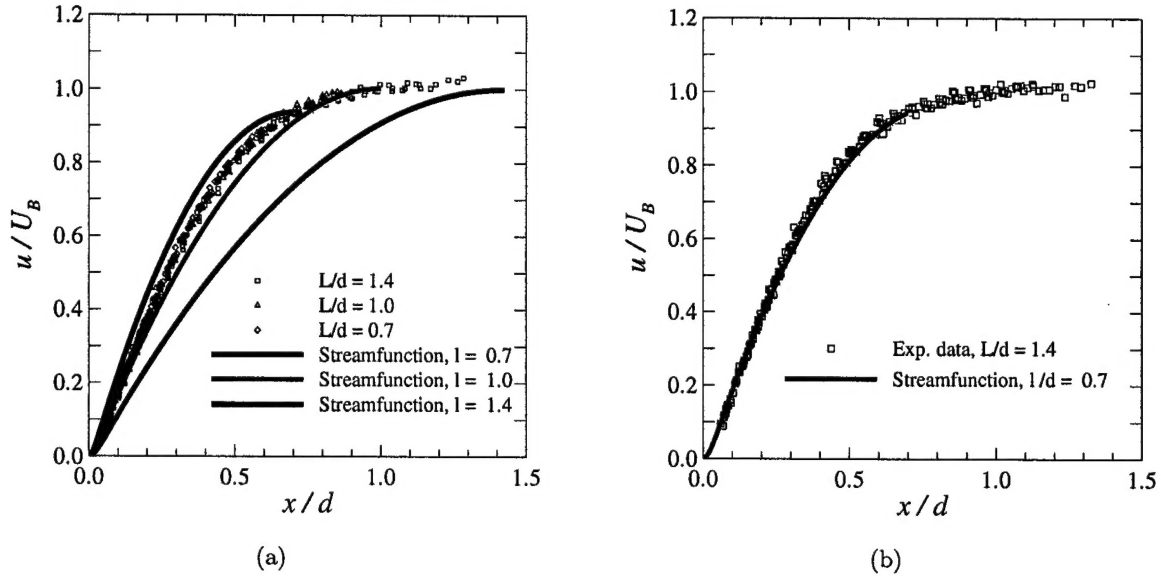 1.2
1.0
0.8
0.6
0.4
0.2
0.0
u / U_B
L/d = 1.4
L/d = 1.0
L/d = 0.7
Streamfunction, l = 0.7
Streamfunction, l = 1.0
Streamfunction, l = 1.4
0.0 0.5 1.0 1.5
x / d
(a)
1.2
1.0
0.8
0.6
0.4
0.2
0.0
u / U_B
Exp. data, L/d = 1.4
Streamfunction, l/d = 0.7
0.0 0.5 1.0 1.5
x / d
(b)